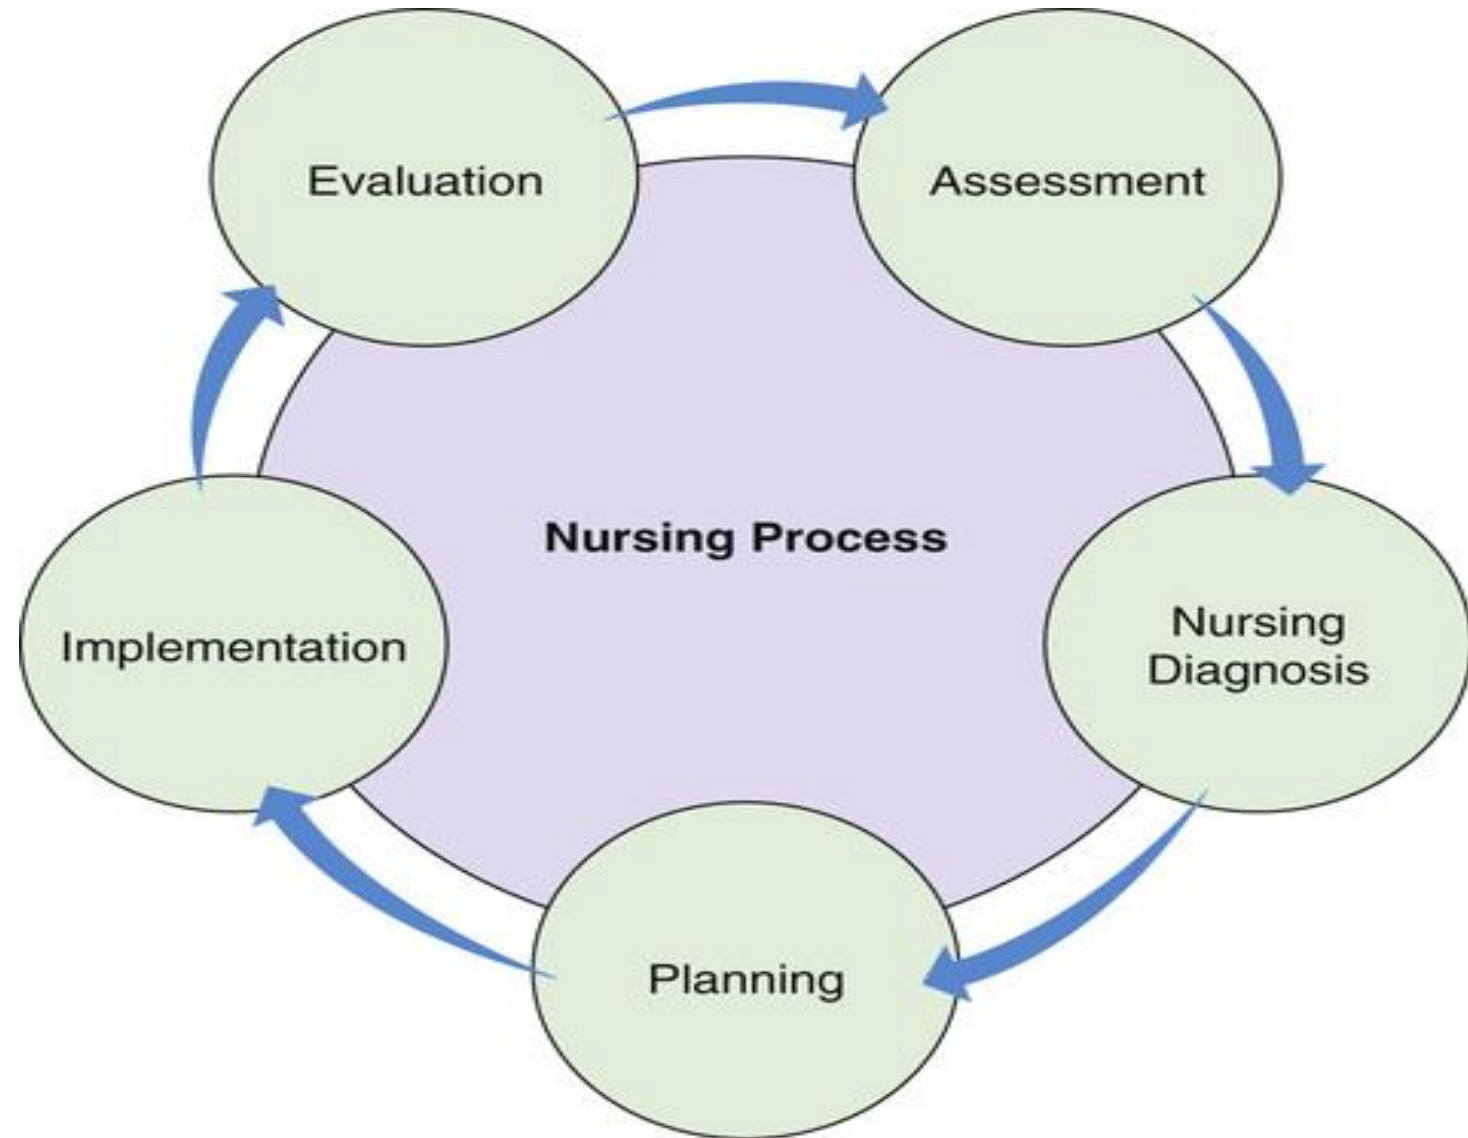 Evaluation
Assessment
Nursing Process
Implementation
Nursing
Diagnosis
Planning